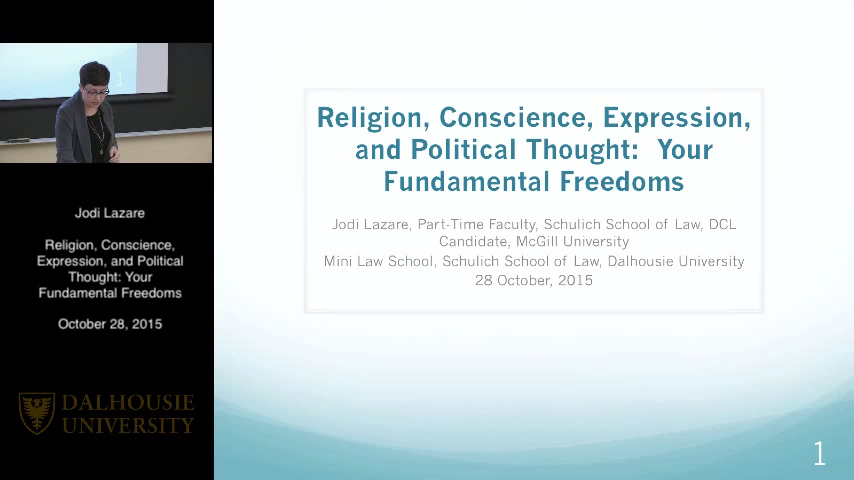 1
Jodi Lazare
Religion, Conscience,
Expression, and Political
Thought: Your
Fundamental Freedoms
October 28, 2015
DALHOUSIE
UNIVERSITY
Religion, Conscience, Expression,
and Political Thought: Your
Fundamental Freedoms
Jodi Lazare, Part-Time Faculty, Schulich School of Law, DCL
Candidate, McGill University
Mini Law School, Schulich School of Law, Dalhousie University
28 October, 2015
1